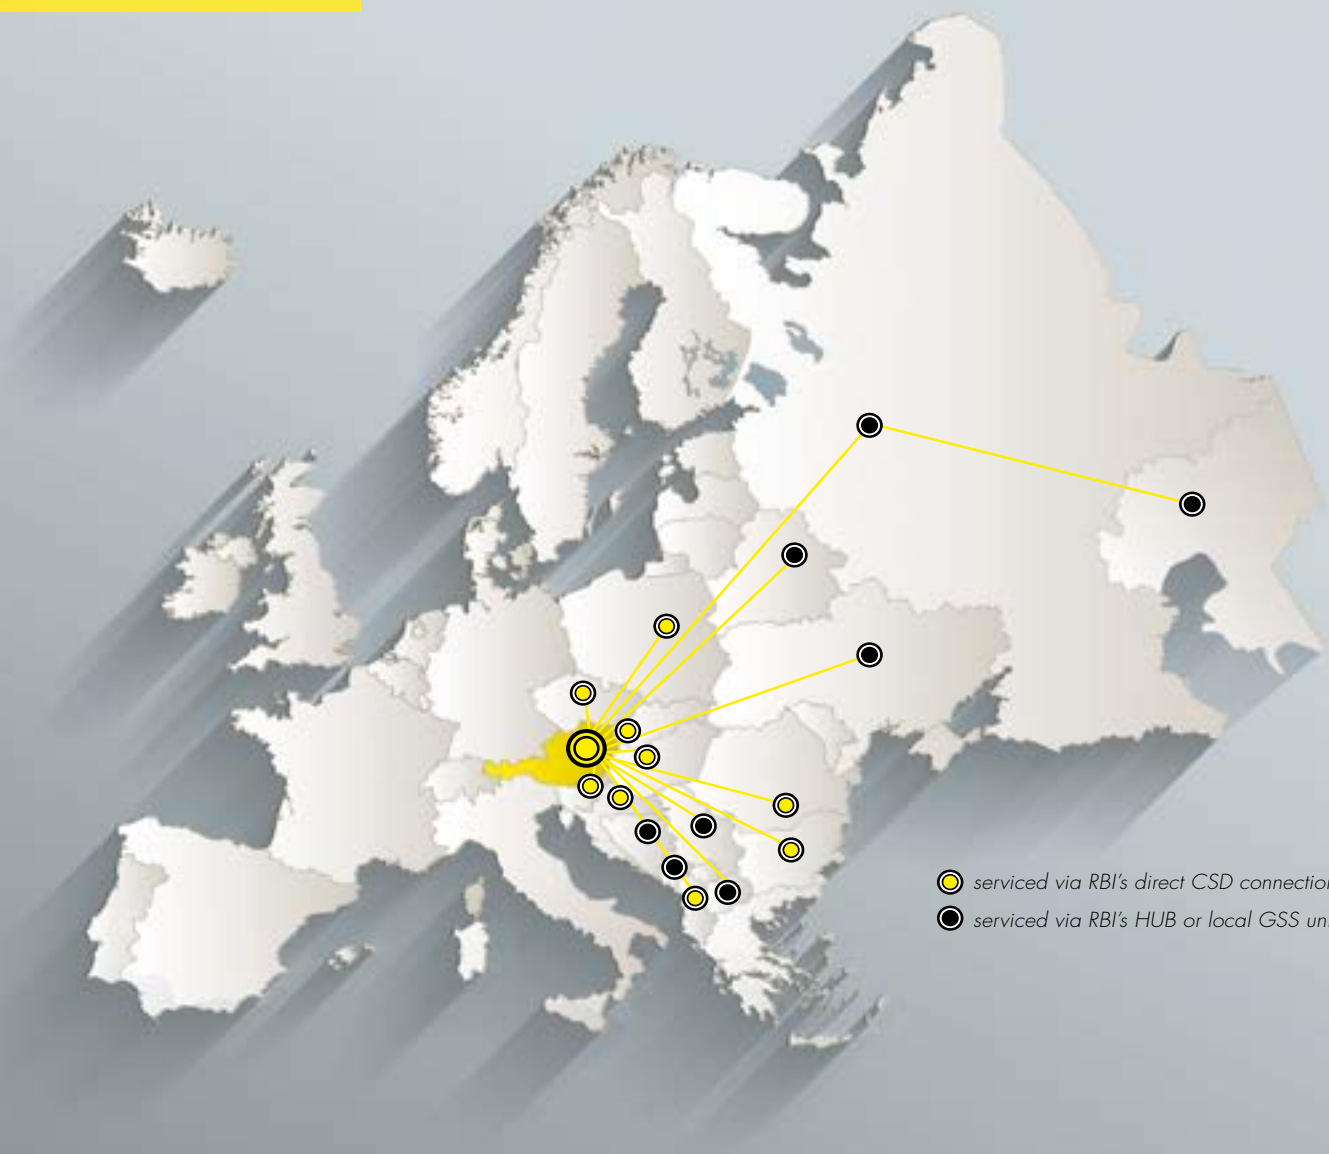 serviced via RBI's direct CSD connection
serviced via RBI's HUB or local GSS